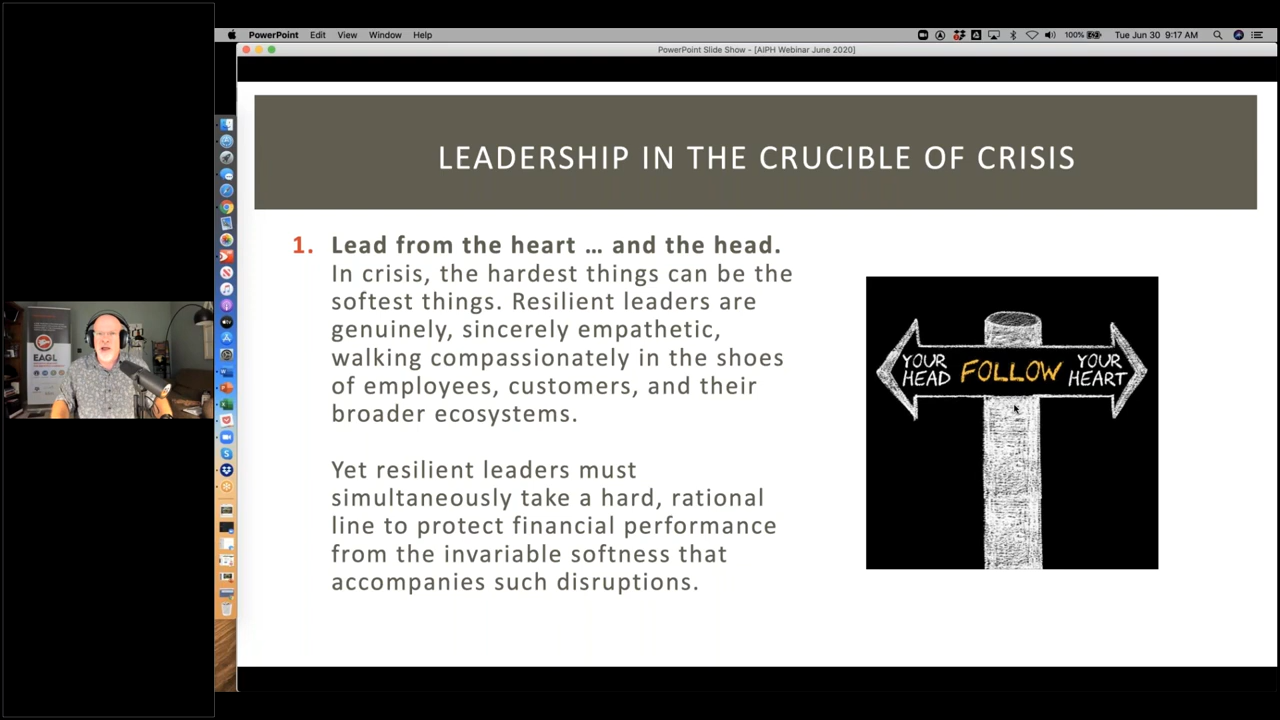 PowerPoint Edit View Window Help 100% Tue Jun 30 9:17 AM
PowerPoint Slide Show - [AIPH Webinar June 2020]
LEADERSHIP IN THE CRUCIBLE OF CRISIS
1. Lead from the heart … and the head.
In crisis, the hardest things can be the
softest things. Resilient leaders are
genuinely, sincerely empathetic,
walking compassionately in the shoes
of employees, customers, and their
broader ecosystems.
Yet resilient leaders must
simultaneously take a hard, rational
line to protect financial performance
from the invariable softness that
accompanies such disruptions.
YOUR HEAD FOLLOW YOUR HEART
EAGL